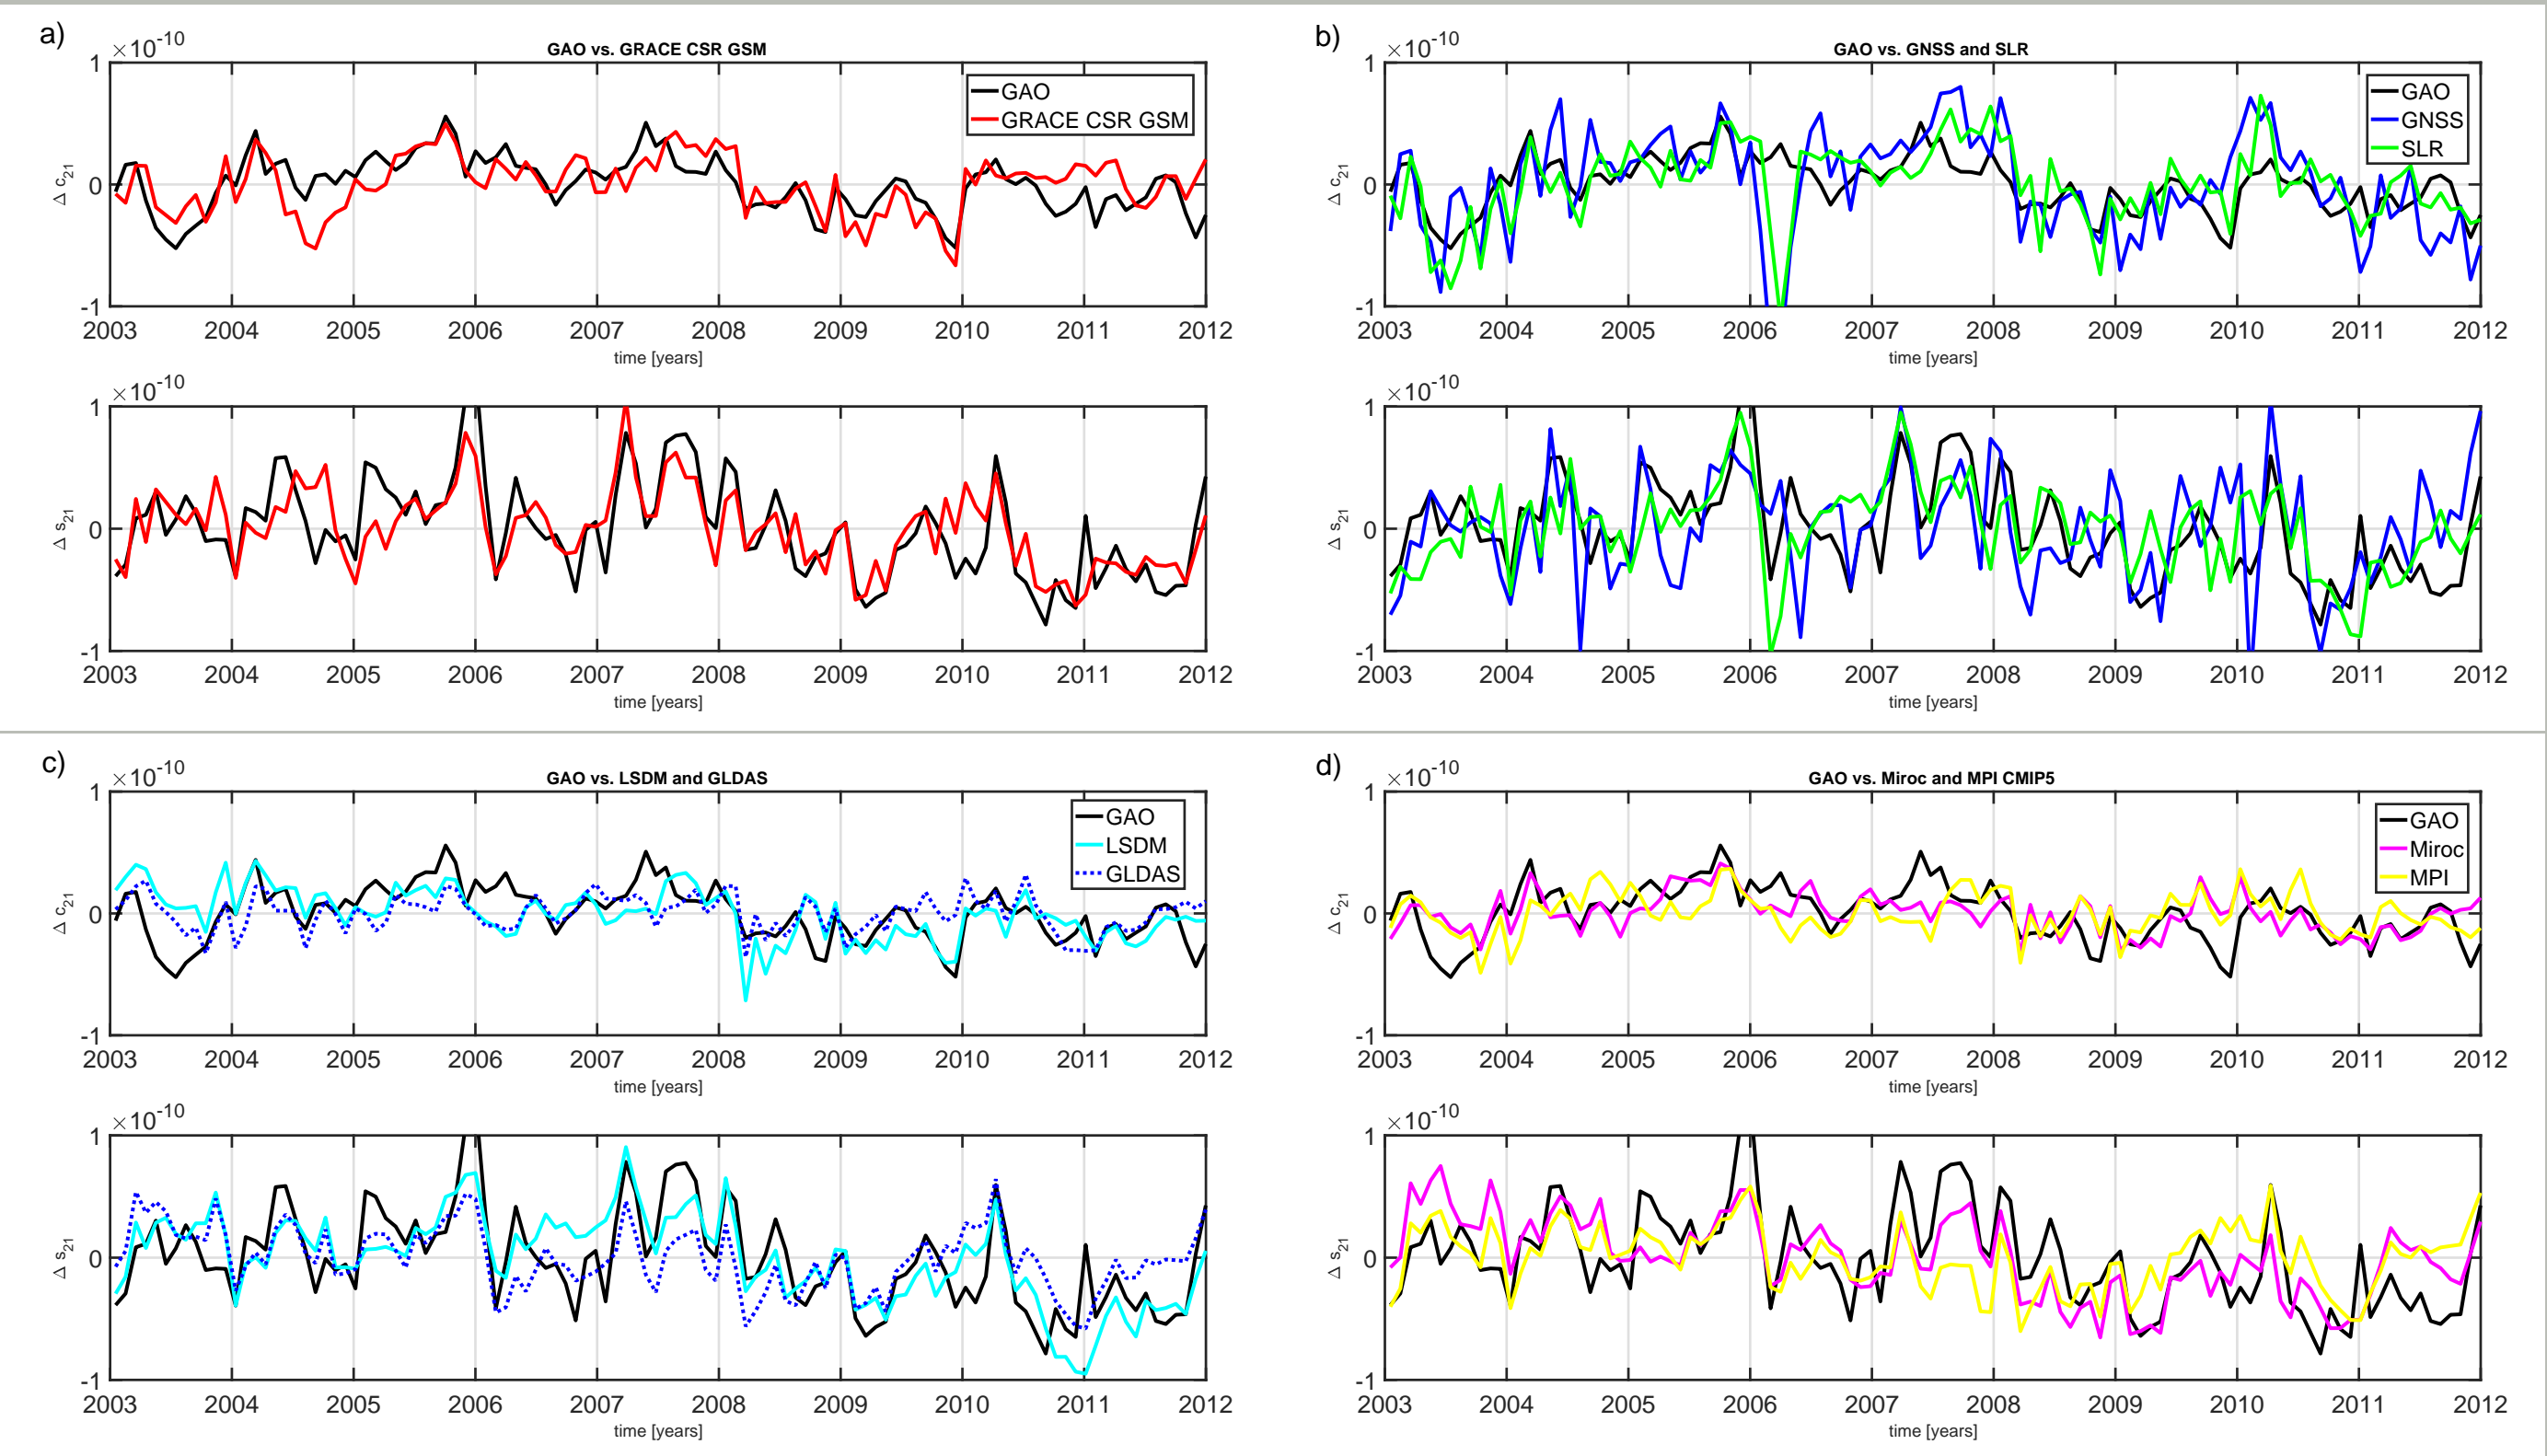 a)
GAO vs. GRACE CSR GSM
×10-10
1
0
-1
Δ c21
GAO
GRACE CSR GSM
2003 2004 2005 2006 2007 2008 2009 2010 2011 2012
time [years]
×10-10
1
0
-1
Δ s21
2003 2004 2005 2006 2007 2008 2009 2010 2011 2012
time [years]
b)
GAO vs. GNSS and SLR
×10-10
1
0
-1
Δ c21
GAO
GNSS
SLR
2003 2004 2005 2006 2007 2008 2009 2010 2011 2012
time [years]
×10-10
1
0
-1
Δ s21
2003 2004 2005 2006 2007 2008 2009 2010 2011 2012
time [years]
c)
GAO vs. LSDM and GLDAS
×10-10
1
0
-1
Δ c21
GAO
LSDM
GLDAS
2003 2004 2005 2006 2007 2008 2009 2010 2011 2012
time [years]
×10-10
1
0
-1
Δ s21
2003 2004 2005 2006 2007 2008 2009 2010 2011 2012
time [years]
d)
GAO vs. Miroc and MPI CMIP5
×10-10
1
0
-1
Δ c21
GAO
Miroc
MPI
2003 2004 2005 2006 2007 2008 2009 2010 2011 2012
time [years]
×10-10
1
0
-1
Δ s21
2003 2004 2005 2006 2007 2008 2009 2010 2011 2012
time [years]